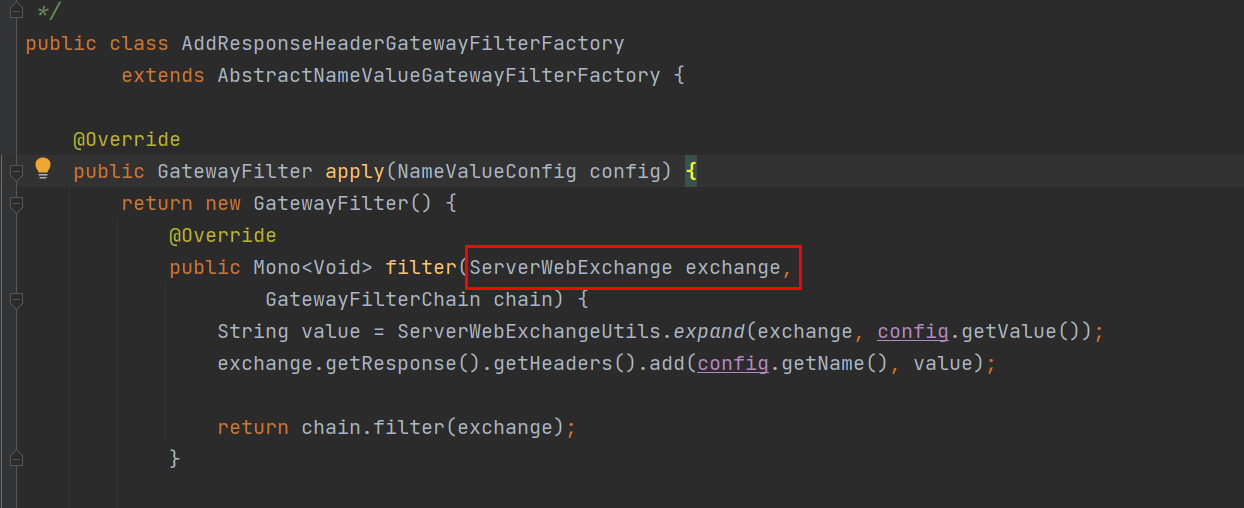 */
public class AddResponseHeaderGatewayFilterFactory
extends AbstractNameValueGatewayFilterFactory {
@Override
public GatewayFilter apply(NameValueConfig config) {
return new GatewayFilter() {
@Override
public Mono<Void> filter(ServerWebExchange exchange,
GatewayFilterChain chain) {
String value = ServerWebExchangeUtils.expand(exchange, config.getValue());
exchange.getResponse().getHeaders().add(config.getName(), value);
return chain.filter(exchange);
}